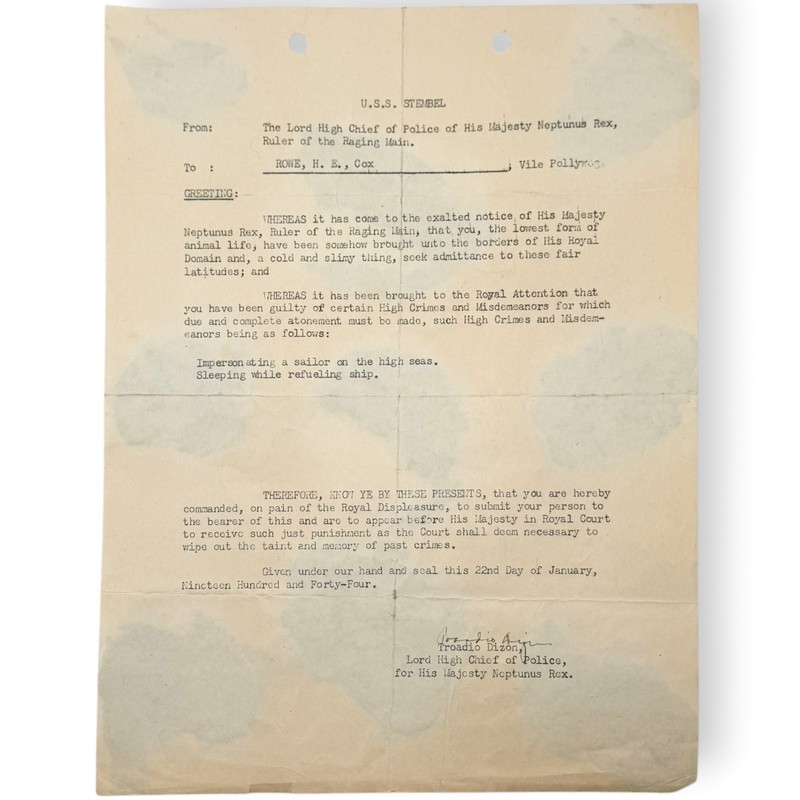 U.S.S. STEMBEL
From: The Lord High Chief of Police of His Majesty Neptunus Rex,
Ruler of the Raging Main.
To : ROWE, H. E., Cox, Vile Pollywog
GREETING:
WHEREAS it has come to the exalted notice of His Majesty
Neptunus Rex, Ruler of the Raging Main, that you, the lowest form of
animal life, have been somehow brought unto the borders of His Royal
Domain and, a cold and slimy thing, seek admittance to these fair
latitudes; and
WHEREAS it has been brought to the Royal Attention that
you have been guilty of certain High Crimes and Misdemeanors for which
due and complete atonement must be made, such High Crimes and Misdem-
eanors being as follows:
Impersonating a sailor on the high seas.
Sleeping while refueling ship.
THEREFORE, KNOW YE BY THESE PRESENTS, that you are hereby
commanded, on pain of the Royal Displeasure, to submit your person to
the bearer of this and are to appear before His Majesty in Royal Court
to receive such just punishment as the Court shall deem necessary to
wipe out the taint and memory of past crimes.
Given under our hand and seal this 22nd Day of January,
Nineteen Hundred and Forty-Four.
Troadio Dizon
Troadio Dizon,
Lord High Chief of Police,
for His Majesty Neptunus Rex.